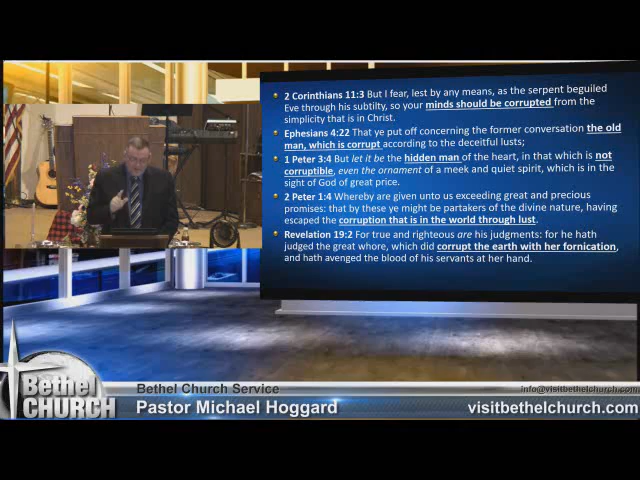 2 Corinthians 11:3 But I fear, lest by any means, as the serpent beguiled
Eve through his subtilty, so your minds should be corrupted from the
simplicity that is in Christ.
Ephesians 4:22 That ye put off concerning the former conversation the old
man, which is corrupt according to the deceitful lusts;
1 Peter 3:4 But let it be the hidden man of the heart, in that which is not
corruptible, even the ornament of a meek and quiet spirit, which is in the
sight of God of great price.
2 Peter 1:4 Whereby are given unto us exceeding great and precious
promises: that by these ye might be partakers of the divine nature, having
escaped the corruption that is in the world through lust.
Revelation 19:2 For true and righteous are his judgments: for he hath
judged the great whore, which did corrupt the earth with her fornication,
and hath avenged the blood of his servants at her hand.
Bethel
CHURCH
Bethel Church Service
info@visitbethelchurch.com
Pastor Michael Hoggard
visitbethelchurch.com